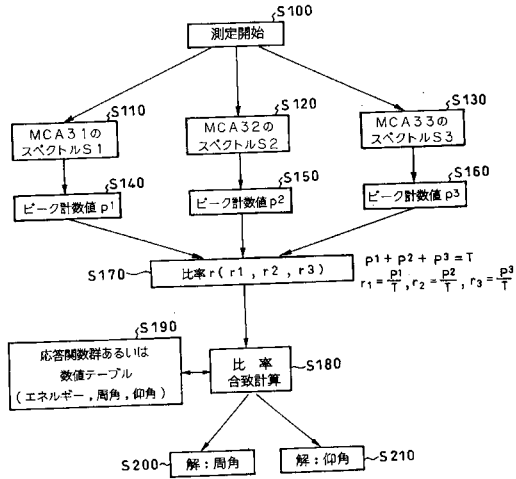 S100
測定開始
S110
S120
S130
MCA31の
スペクトルS1
MCA32の
スペクトルS2
MCA33の
スペクトルS3
S140
S150
S160
ピーク計数値 p1
ピーク計数値 p2
ピーク計数値 p3
S170
比率 r ( r1 , r2 , r3 )
p1 + p2 + p3 = T
r1 = p1/T , r2 = p2/T , r3 = p3/T
S190
応答関数群あるいは
数値テーブル
( エネルギー , 周角 , 仰角 )
比 率
合致計算
S180
S200
解 : 周角
解 : 仰角
S210